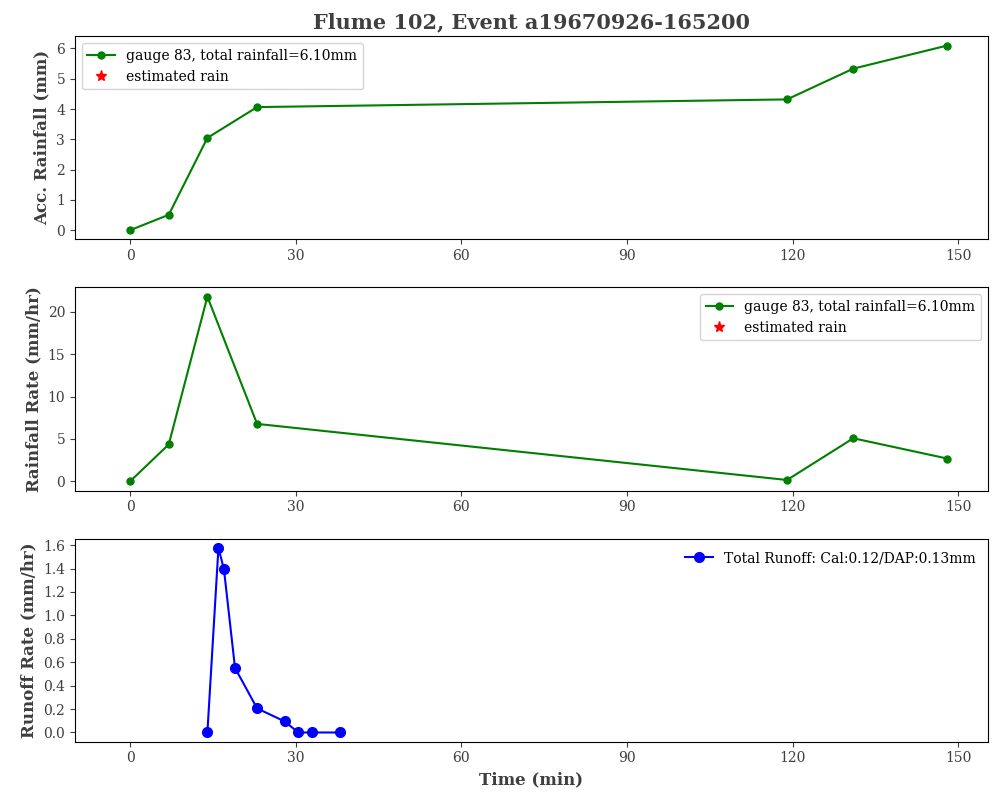 Flume 102, Event a19670926-165200
Acc. Rainfall (mm)
6
5
4
3
2
1
0
gauge 83, total rainfall=6.10mm
estimated rain
0 30 60 90 120 150
Rainfall Rate (mm/hr)
20
15
10
5
0
gauge 83, total rainfall=6.10mm
estimated rain
0 30 60 90 120 150
Runoff Rate (mm/hr)
1.6
1.4
1.2
1.0
0.8
0.6
0.4
0.2
0.0
Total Runoff: Cal:0.12/DAP:0.13mm
0 30 60 90 120 150
Time (min)